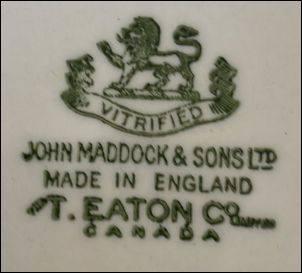 VITRIFIED
JOHN MADDOCK & SONS LTD
MADE IN ENGLAND
T. EATON Co
CANADA